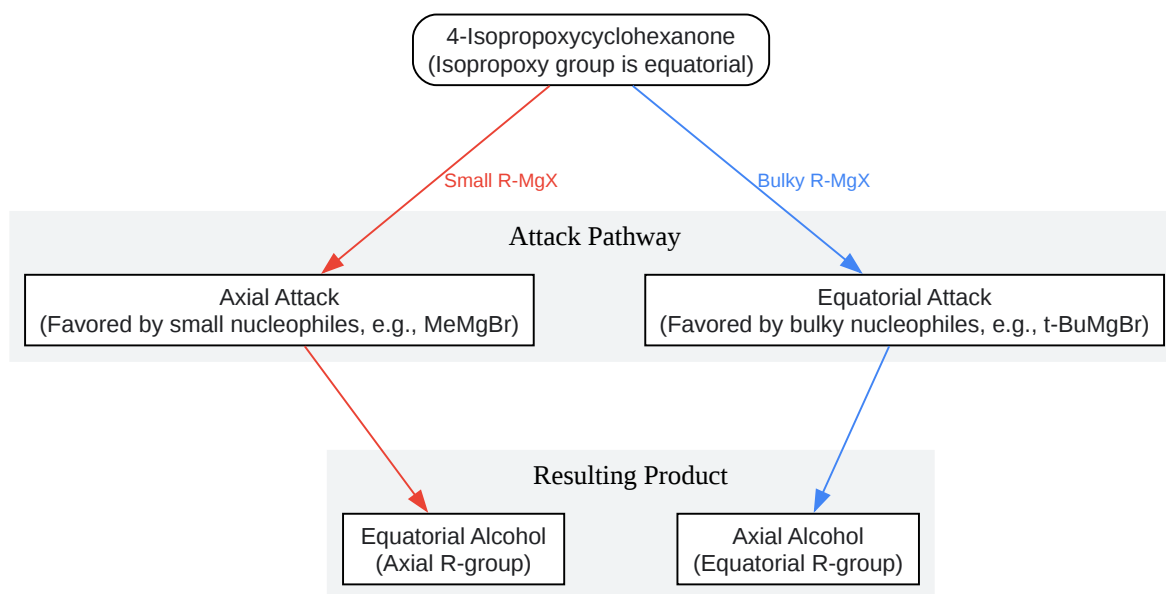 4-Isopropoxycyclohexanone
(Isopropoxy group is equatorial)
Small R-MgX
Bulky R-MgX
Attack Pathway
Axial Attack
(Favored by small nucleophiles, e.g., MeMgBr)
Equatorial Attack
(Favored by bulky nucleophiles, e.g., t-BuMgBr)
Resulting Product
Equatorial Alcohol
(Axial R-group)
Axial Alcohol
(Equatorial R-group)